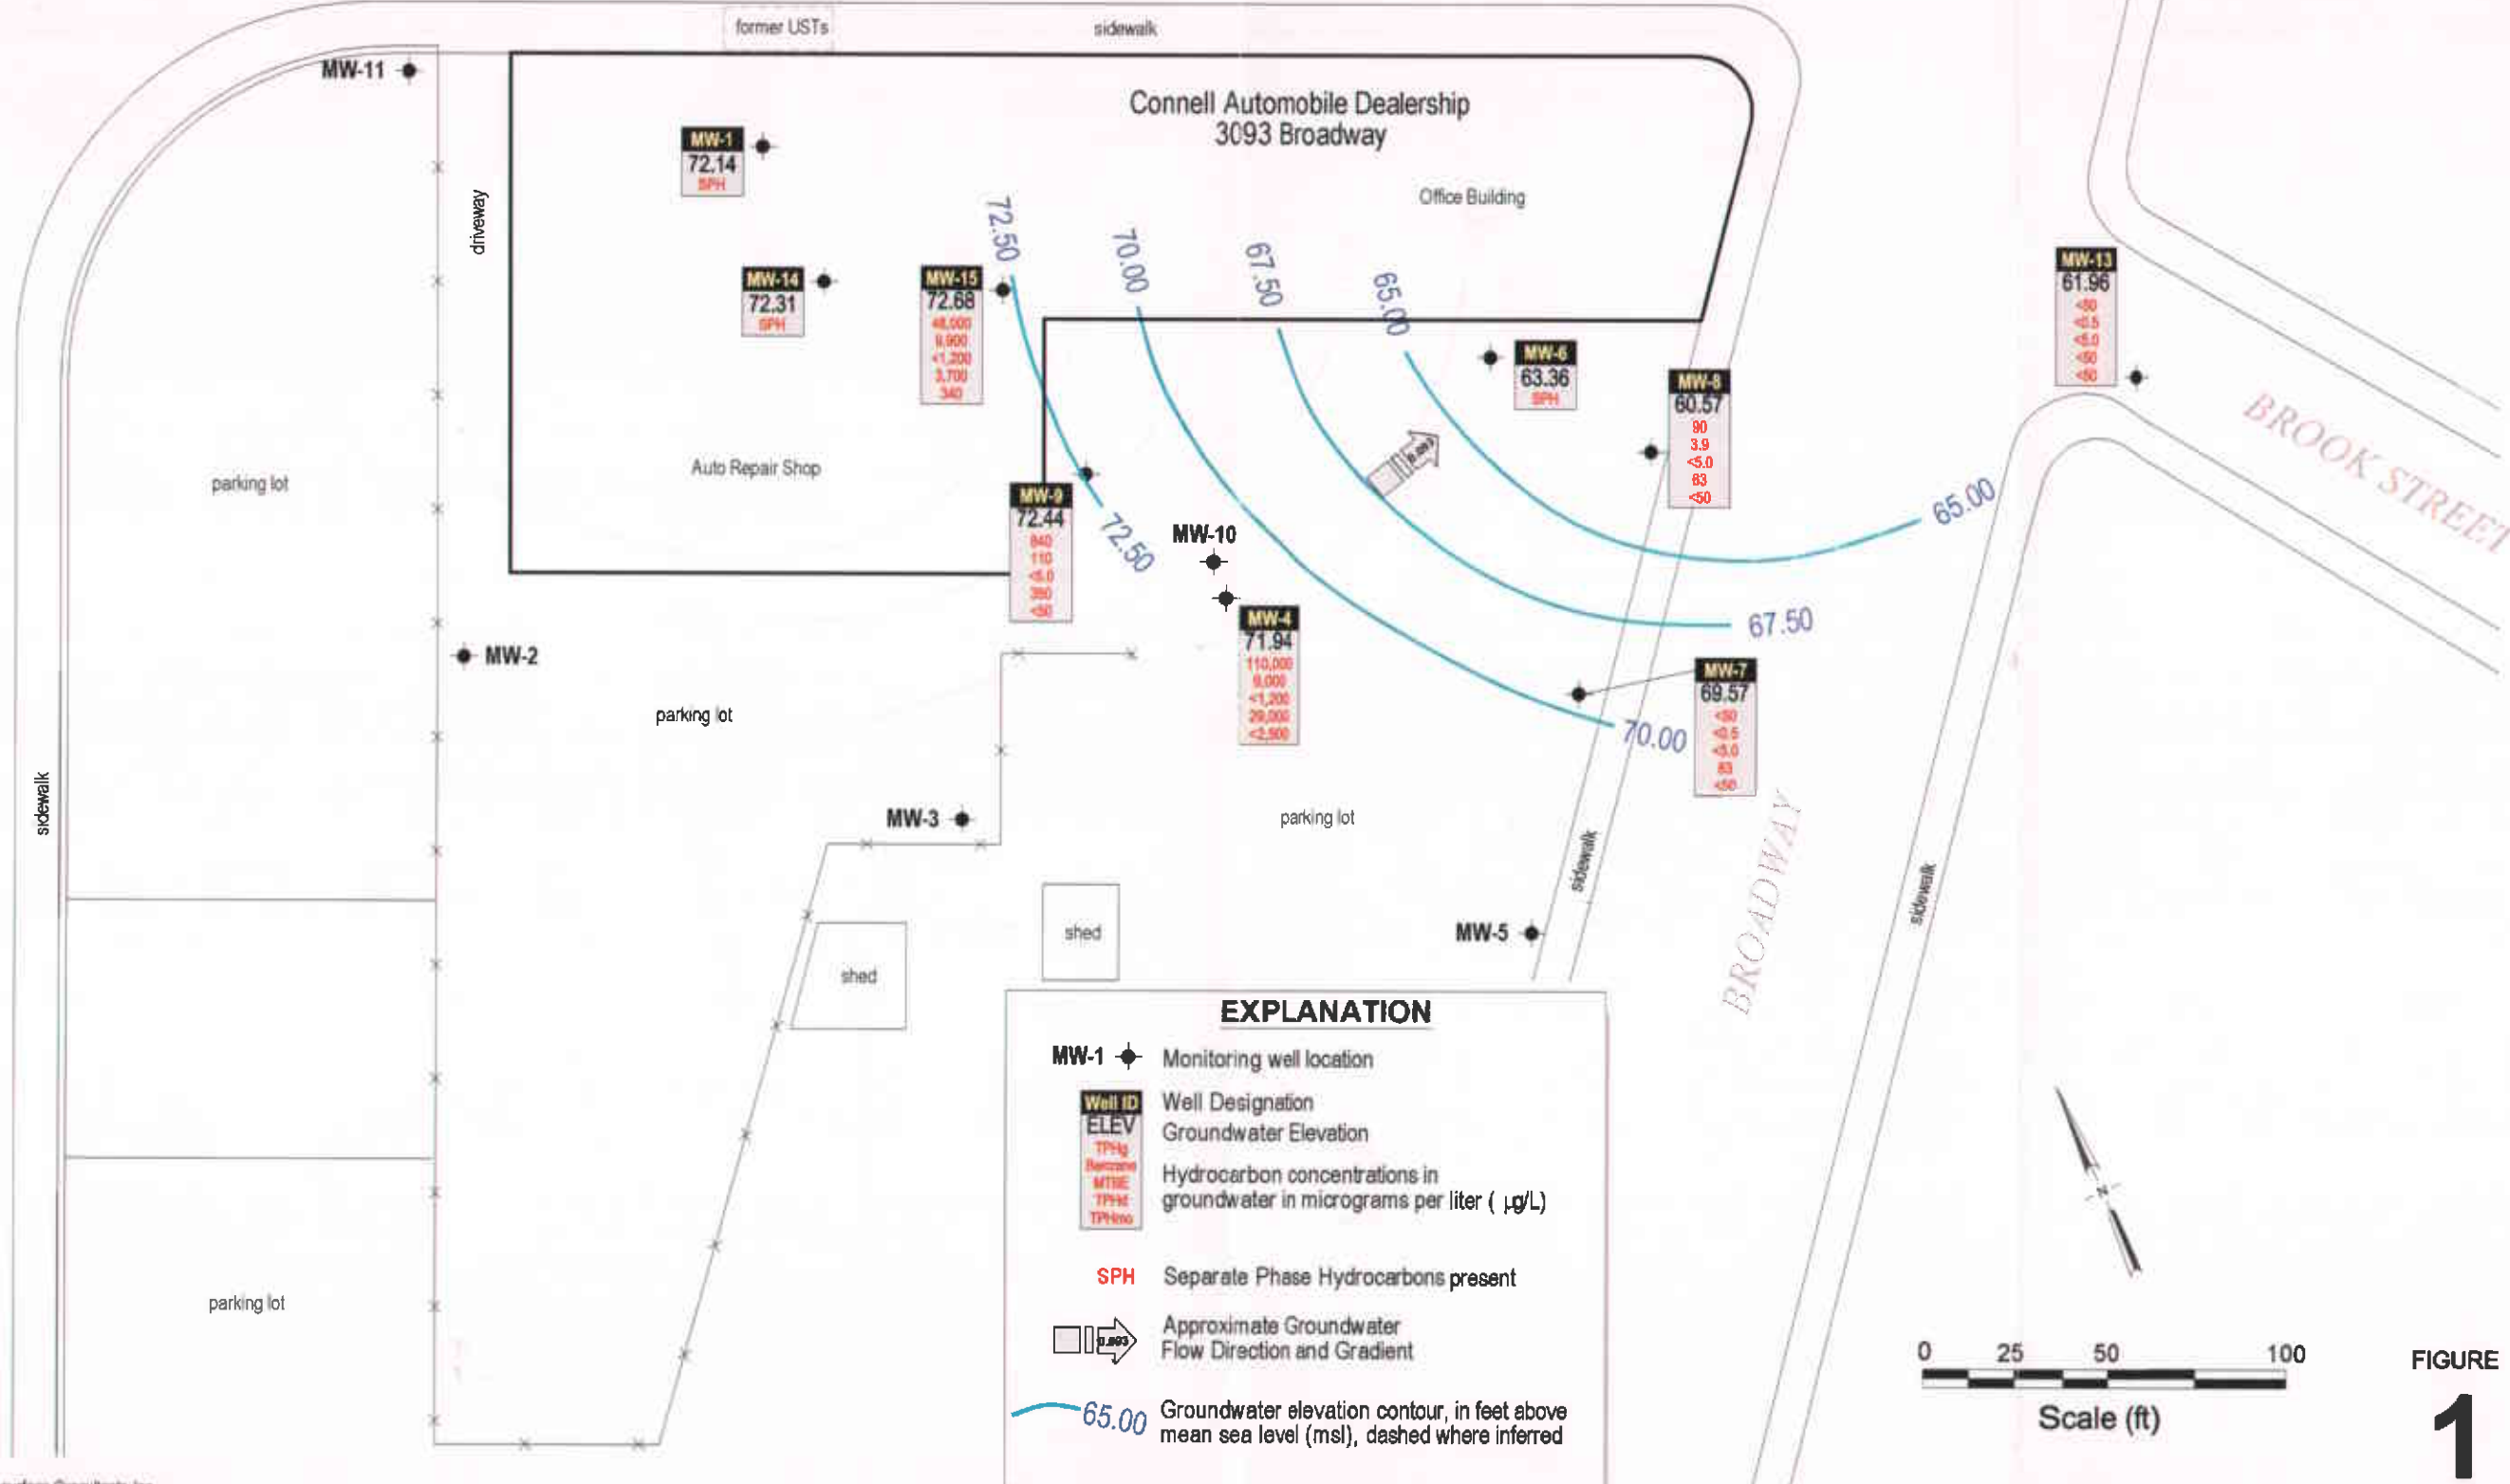 former USTs
sidewalk
MW-11
Connell Automobile Dealership
3093 Broadway
MW-1
72.14
SPH
Office Building
driveway
72.50
70.00
67.50
65.00
MW-14
72.31
SPH
MW-15
72.68
48,000
9,900
<1,200
3,700
340
MW-13
61.96
<50
<0.5
<5.0
<50
<50
MW-6
63.36
SPH
MW-8
60.57
90
3.9
<5.0
83
<50
BROOK STREET
parking lot
Auto Repair Shop
MW-9
72.44
840
110
<5.0
<50
72.50
MW-10
65.00
67.50
MW-4
71.94
110,000
9,000
<1,200
<2,500
MW-2
parking lot
MW-7
69.57
<50
<0.5
<5.0
83
<50
70.00
sidewalk
MW-3
parking lot
sidewalk
BROADWAY
sidewalk
shed
shed
MW-5
EXPLANATION
MW-1
Monitoring well location
Well ID
Well Designation
ELEV
Groundwater Elevation
TPHg
Benzene
MTBE
TPHd
TPHmo
Hydrocarbon concentrations in
groundwater in micrograms per liter ( µg/L)
SPH
Separate Phase Hydrocarbons present
0.093
Approximate Groundwater
Flow Direction and Gradient
65.00
Groundwater elevation contour, in feet above
mean sea level (msl), dashed where inferred
parking lot
N
0 25 50 100
Scale (ft)
FIGURE
1